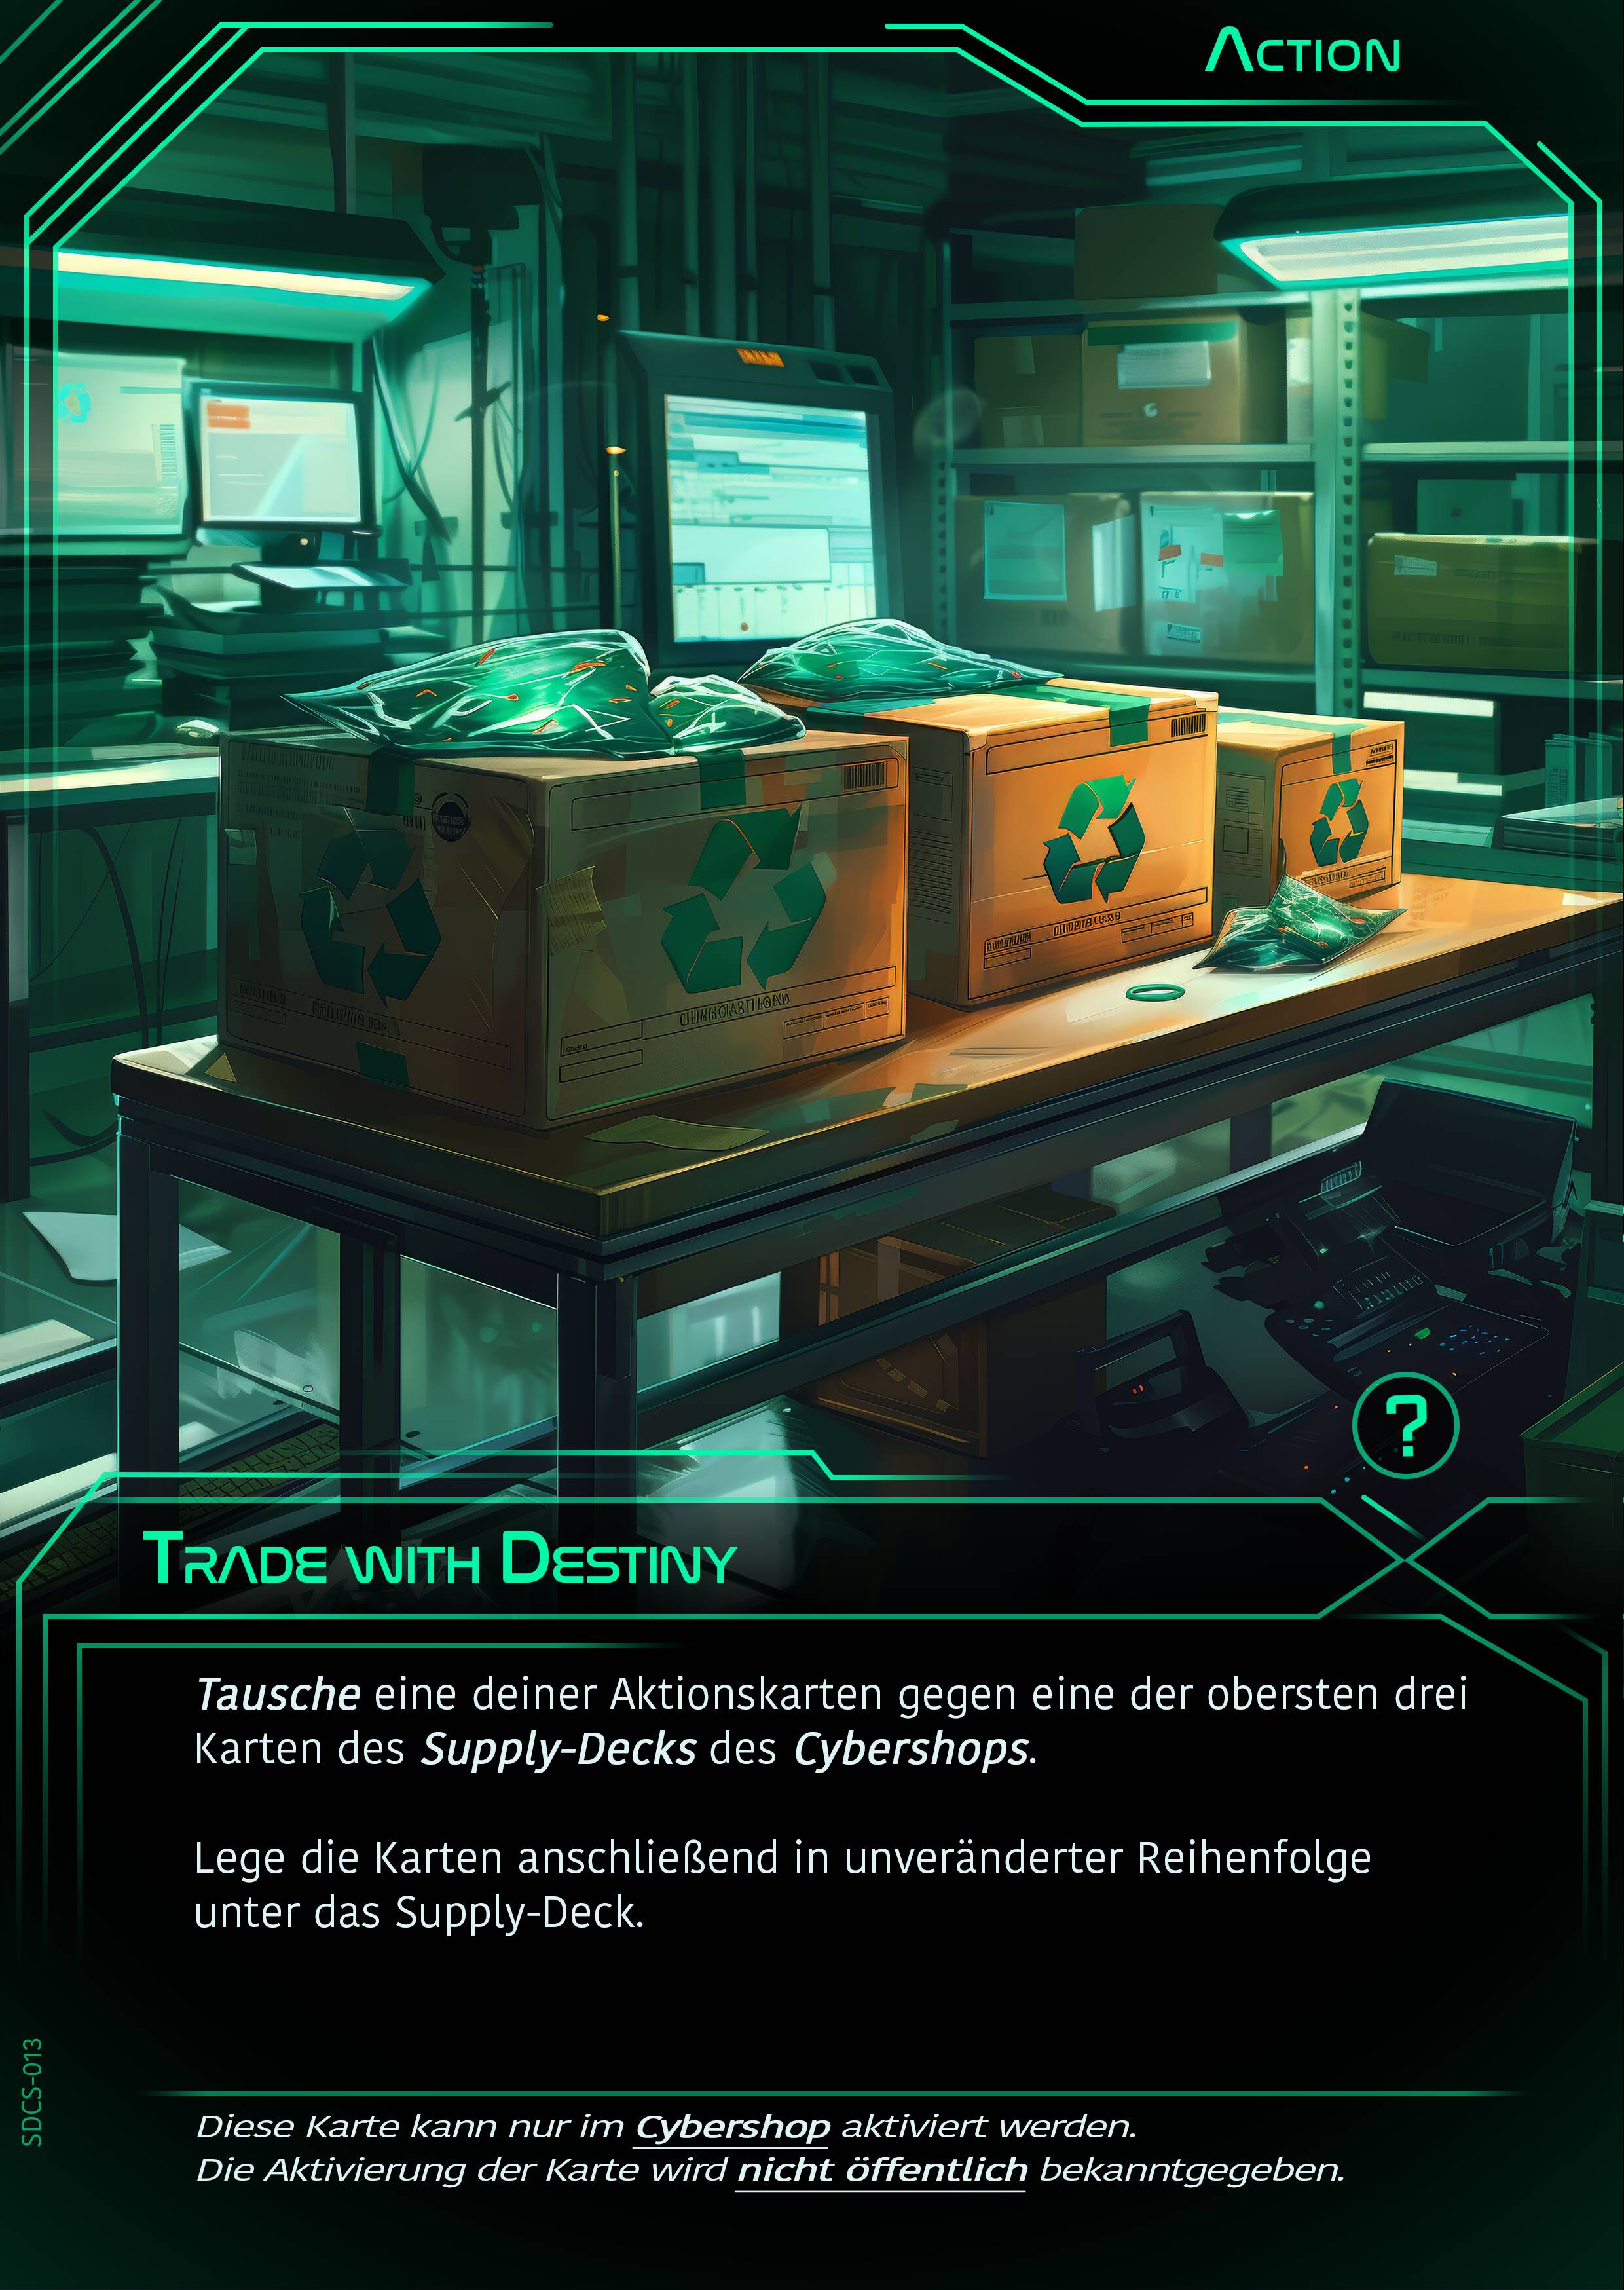 Action
Trade with Destiny
Tausche eine deiner Aktionskarten gegen eine der obersten drei
Karten des Supply-Decks des Cybershops.
Lege die Karten anschließend in unveränderter Reihenfolge
unter das Supply-Deck.
SDCS-013
Diese Karte kann nur im Cybershop aktiviert werden.
Die Aktivierung der Karte wird nicht öffentlich bekanntgegeben.
?